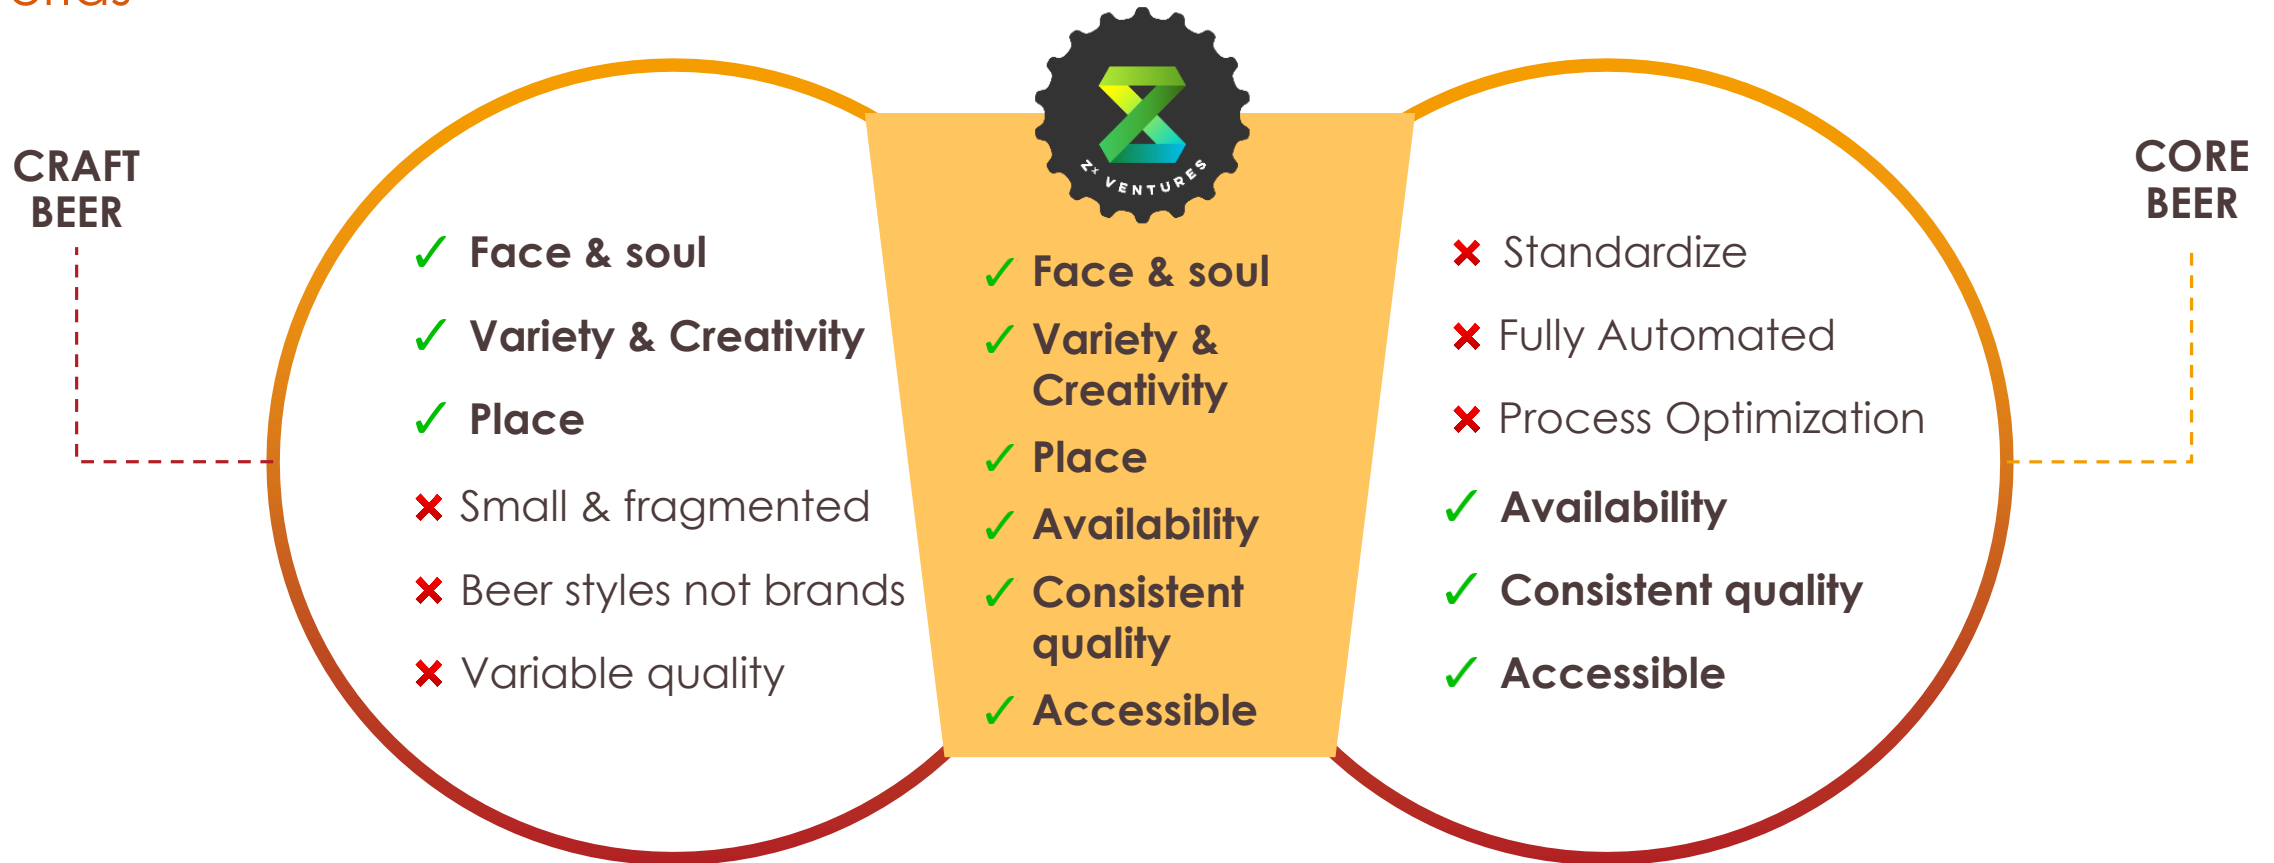 CRAFT
BEER
✓ Face & soul
✓ Variety & Creativity
✓ Place
✖ Small & fragmented
✖ Beer styles not brands
✖ Variable quality
Zˣ VENTURES
✓ Face & soul
✓ Variety &
Creativity
✓ Place
✓ Availability
✓ Consistent
quality
✓ Accessible
CORE
BEER
✖ Standardize
✖ Fully Automated
✖ Process Optimization
✓ Availability
✓ Consistent quality
✓ Accessible